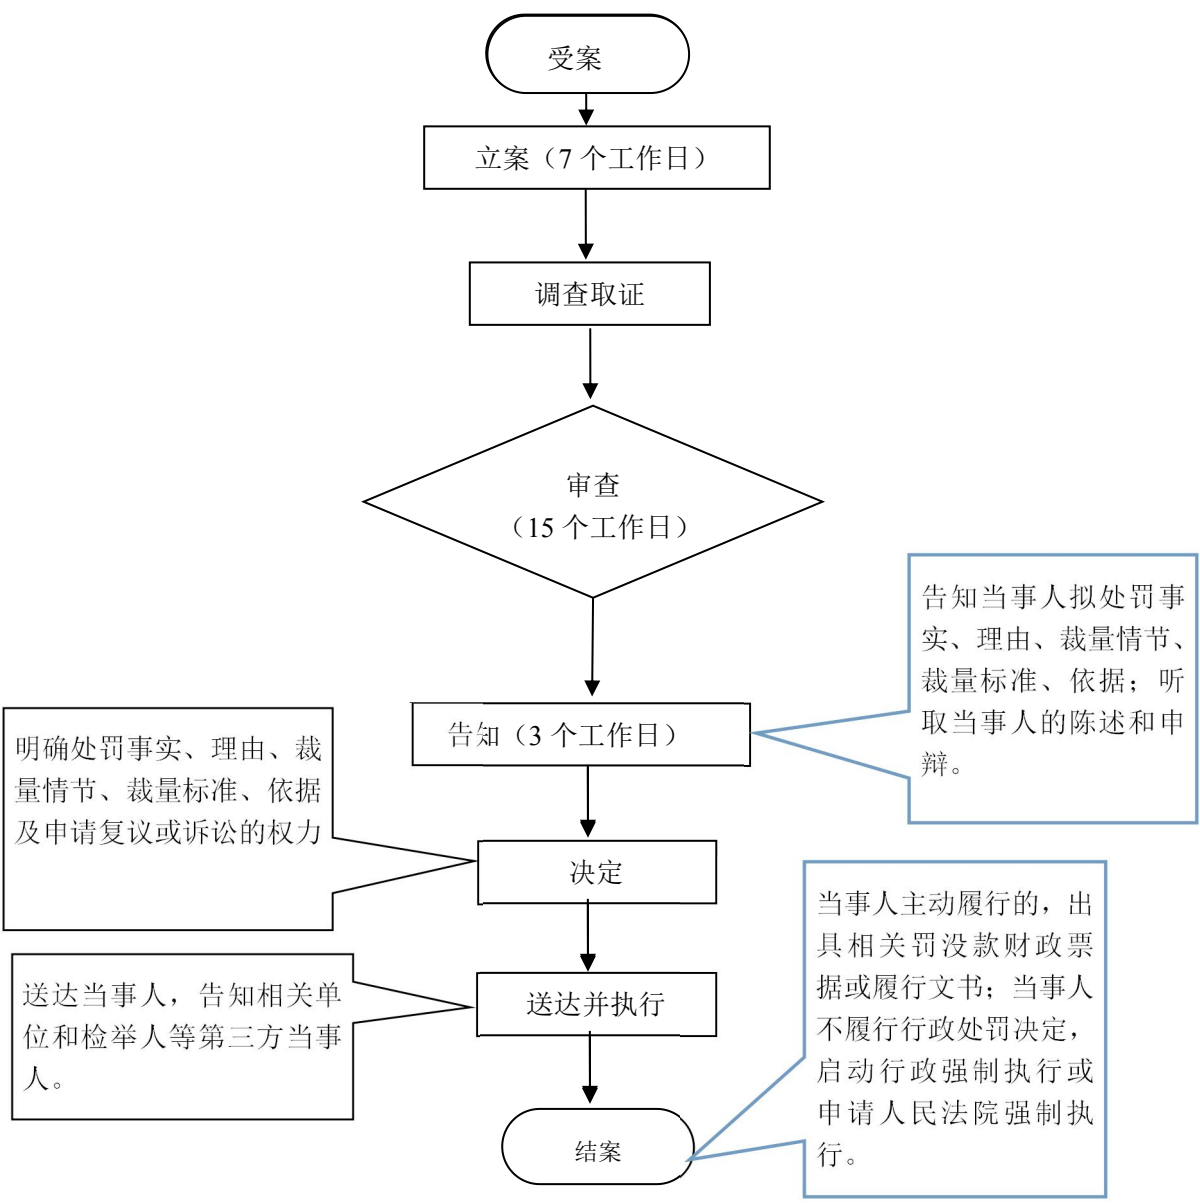 受案
立案（7 个工作日）
调查取证
审查
（15 个工作日）
告知当事人拟处罚事
实、理由、裁量情节、
裁量标准、依据；听
取当事人的陈述和申
辩。
告知（3 个工作日）
明确处罚事实、理由、裁
量情节、裁量标准、依据
及申请复议或诉讼的权力
决定
当事人主动履行的，出
具相关罚没款财政票
据或履行文书；当事人
不履行行政处罚决定，
启动行政强制执行或
申请人民法院强制执
行。
送达当事人，告知相关单
位和检举人等第三方当事
人。
送达并执行
结案